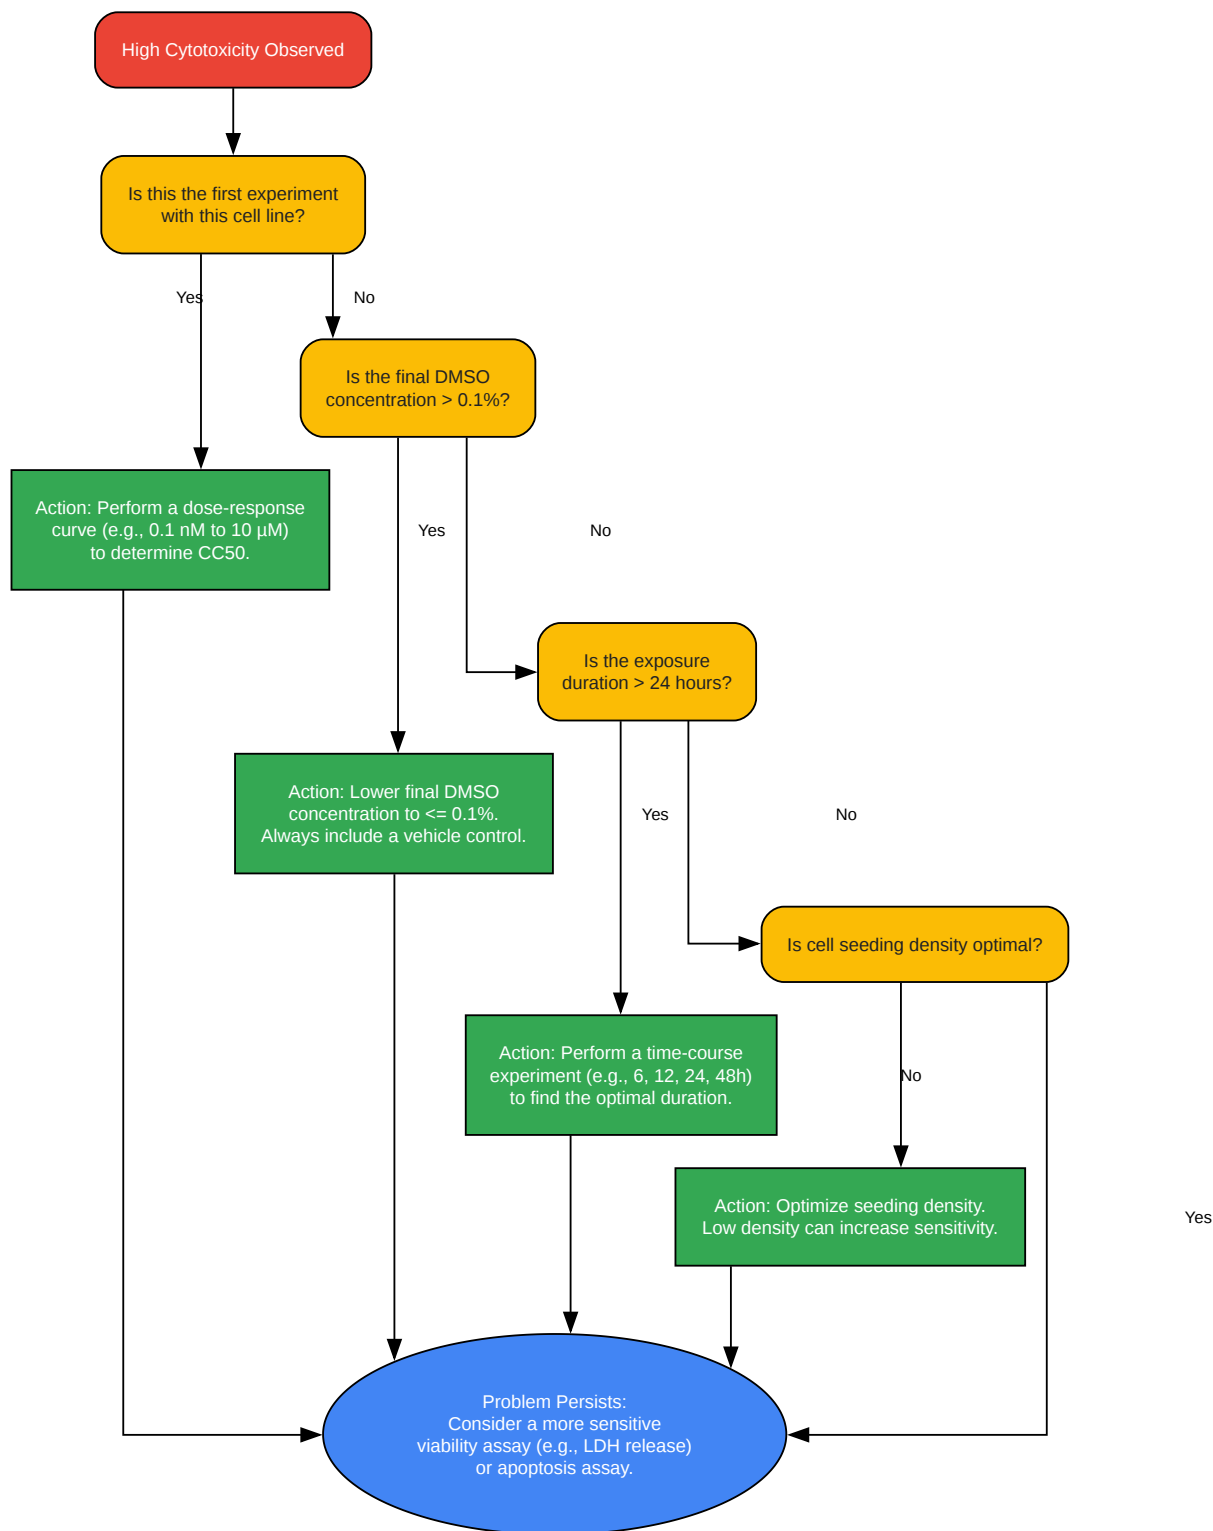 High Cytotoxicity Observed
Is this the first experiment
with this cell line?
Yes
No
Is the final DMSO
concentration > 0.1%?
Action: Perform a dose-response
curve (e.g., 0.1 nM to 10 µM)
to determine CC50.
Yes
No
Is the exposure
duration > 24 hours?
Action: Lower final DMSO
concentration to <= 0.1%.
Always include a vehicle control.
Yes
No
Is cell seeding density optimal?
Action: Perform a time-course
experiment (e.g., 6, 12, 24, 48h)
to find the optimal duration.
No
Action: Optimize seeding density.
Low density can increase sensitivity.
Yes
Problem Persists:
Consider a more sensitive
viability assay (e.g., LDH release)
or apoptosis assay.